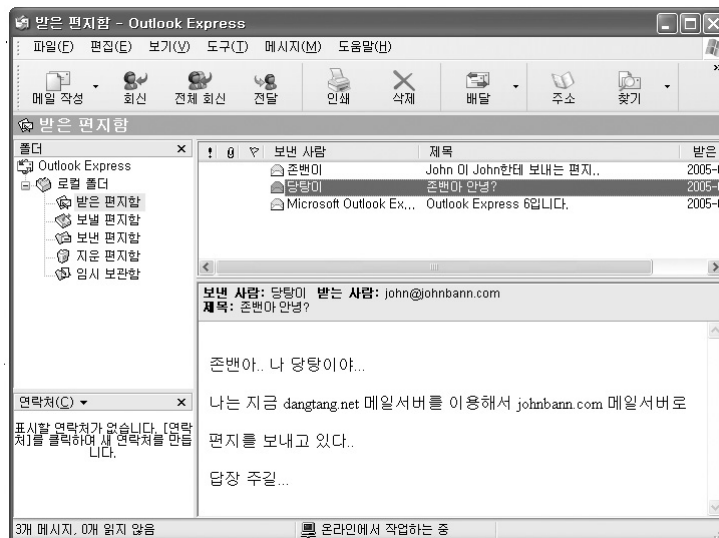 받은 편지함 - Outlook Express
파일(F) 편집(E) 보기(V) 도구(T) 메시지(M) 도움말(H)
메일 작성 회신 전체 회신 전달 인쇄 삭제 배달 주소 찾기
받은 편지함
폴더
Outlook Express
로컬 폴더
받은 편지함
보낼 편지함
보낸 편지함
지운 편지함
임시 보관함
보낸 사람 제목 받은
존밴이 John 이 John한테 보내는 편지.. 2005-
당탕이 존밴아 안녕? 2005-
Microsoft Outlook Ex... Outlook Express 6입니다. 2005-
보낸 사람: 당탕이 받는 사람: john@johnbann.com
제목: 존밴아 안녕?
존밴아.. 나 당탕이야...
나는 지금 dangtang.net 메일서버를 이용해서 johnbann.com 메일서버로
편지를 보내고 있다..
답장 주길...
연락처(C)
표시할 연락처가 없습니다. [연락
처]를 클릭하여 새 연락처를 만듭
니다.
3개 메시지, 0개 읽지 않음 온라인에서 작업하는 중